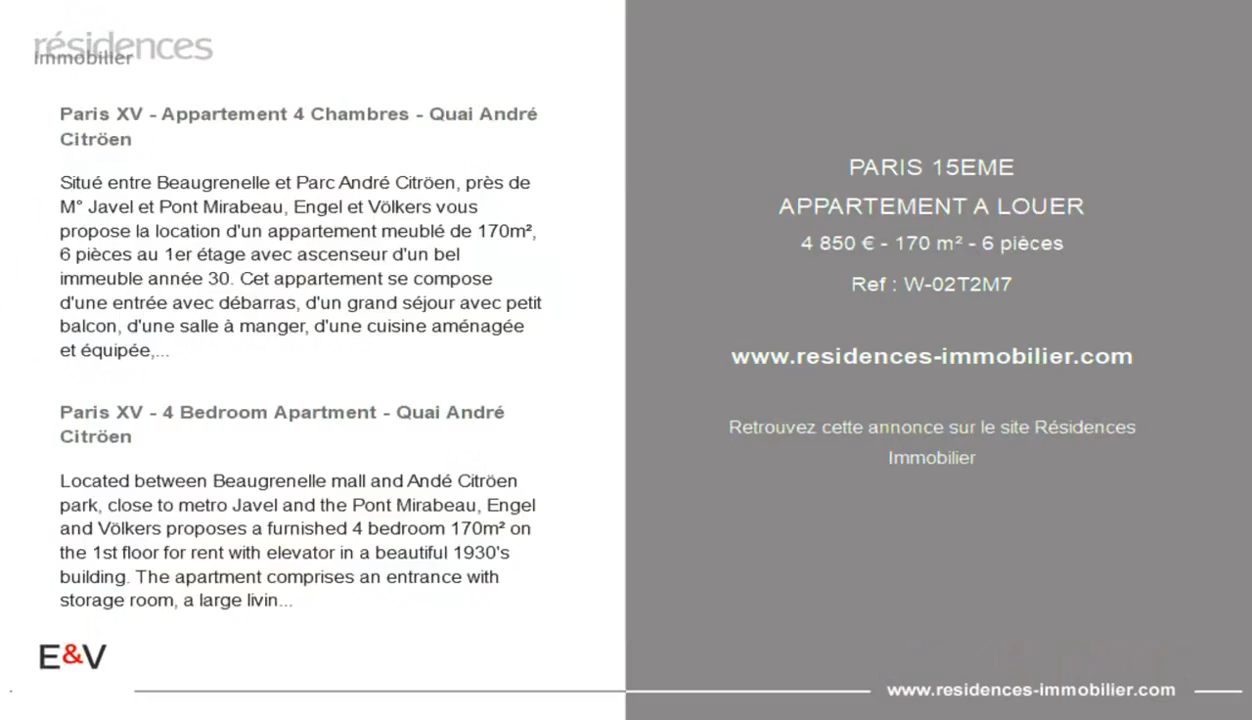 résidences
immobilier
Paris XV - Appartement 4 Chambres - Quai André
Citröen
Situé entre Beaugrenelle et Parc André Citröen, près de
M° Javel et Pont Mirabeau, Engel et Völkers vous
propose la location d'un appartement meublé de 170m²,
6 pièces au 1er étage avec ascenseur d'un bel
immeuble année 30. Cet appartement se compose
d'une entrée avec débarras, d'un grand séjour avec petit
balcon, d'une salle à manger, d'une cuisine aménagée
et équipée,...
Paris XV - 4 Bedroom Apartment - Quai André
Citröen
Located between Beaugrenelle mall and Andé Citröen
park, close to metro Javel and the Pont Mirabeau, Engel
and Völkers proposes a furnished 4 bedroom 170m² on
the 1st floor for rent with elevator in a beautiful 1930's
building. The apartment comprises an entrance with
storage room, a large livin...
E&V
PARIS 15EME
APPARTEMENT A LOUER
4 850 € - 170 m² - 6 pièces
Ref : W-02T2M7
www.residences-immobilier.com
Retrouvez cette annonce sur le site Résidences
Immobilier
www.residences-immobilier.com